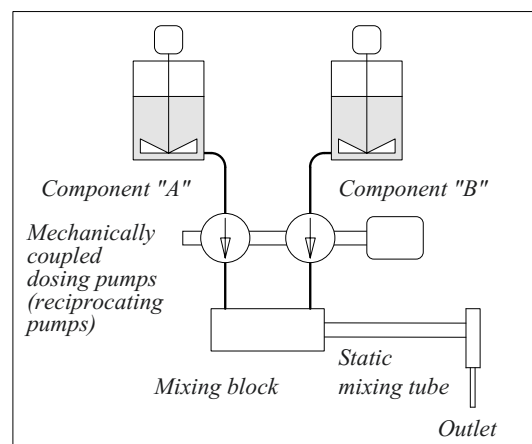 Component "A"
Component "B"
Mechanically
coupled
dosing pumps
(reciprocating
pumps)
Mixing block
Static
mixing tube
Outlet